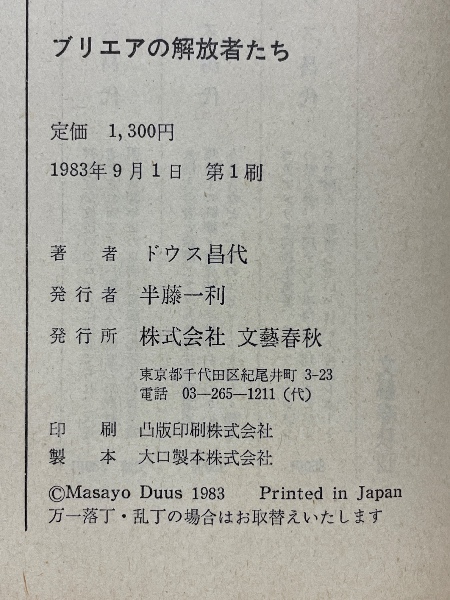 ブリエアの解放者たち
定価 1,300円
1983年9月1日 第1刷
著者 ドウス昌代
発行者 半藤一利
発行所 株式会社 文藝春秋
東京都千代田区紀尾井町 3-23
電話 03-265-1211(代)
印刷 凸版印刷株式会社
製本 大口製本株式会社
©Masayo Duus 1983 Printed in Japan
万一落丁・乱丁の場合はお取替えいたします